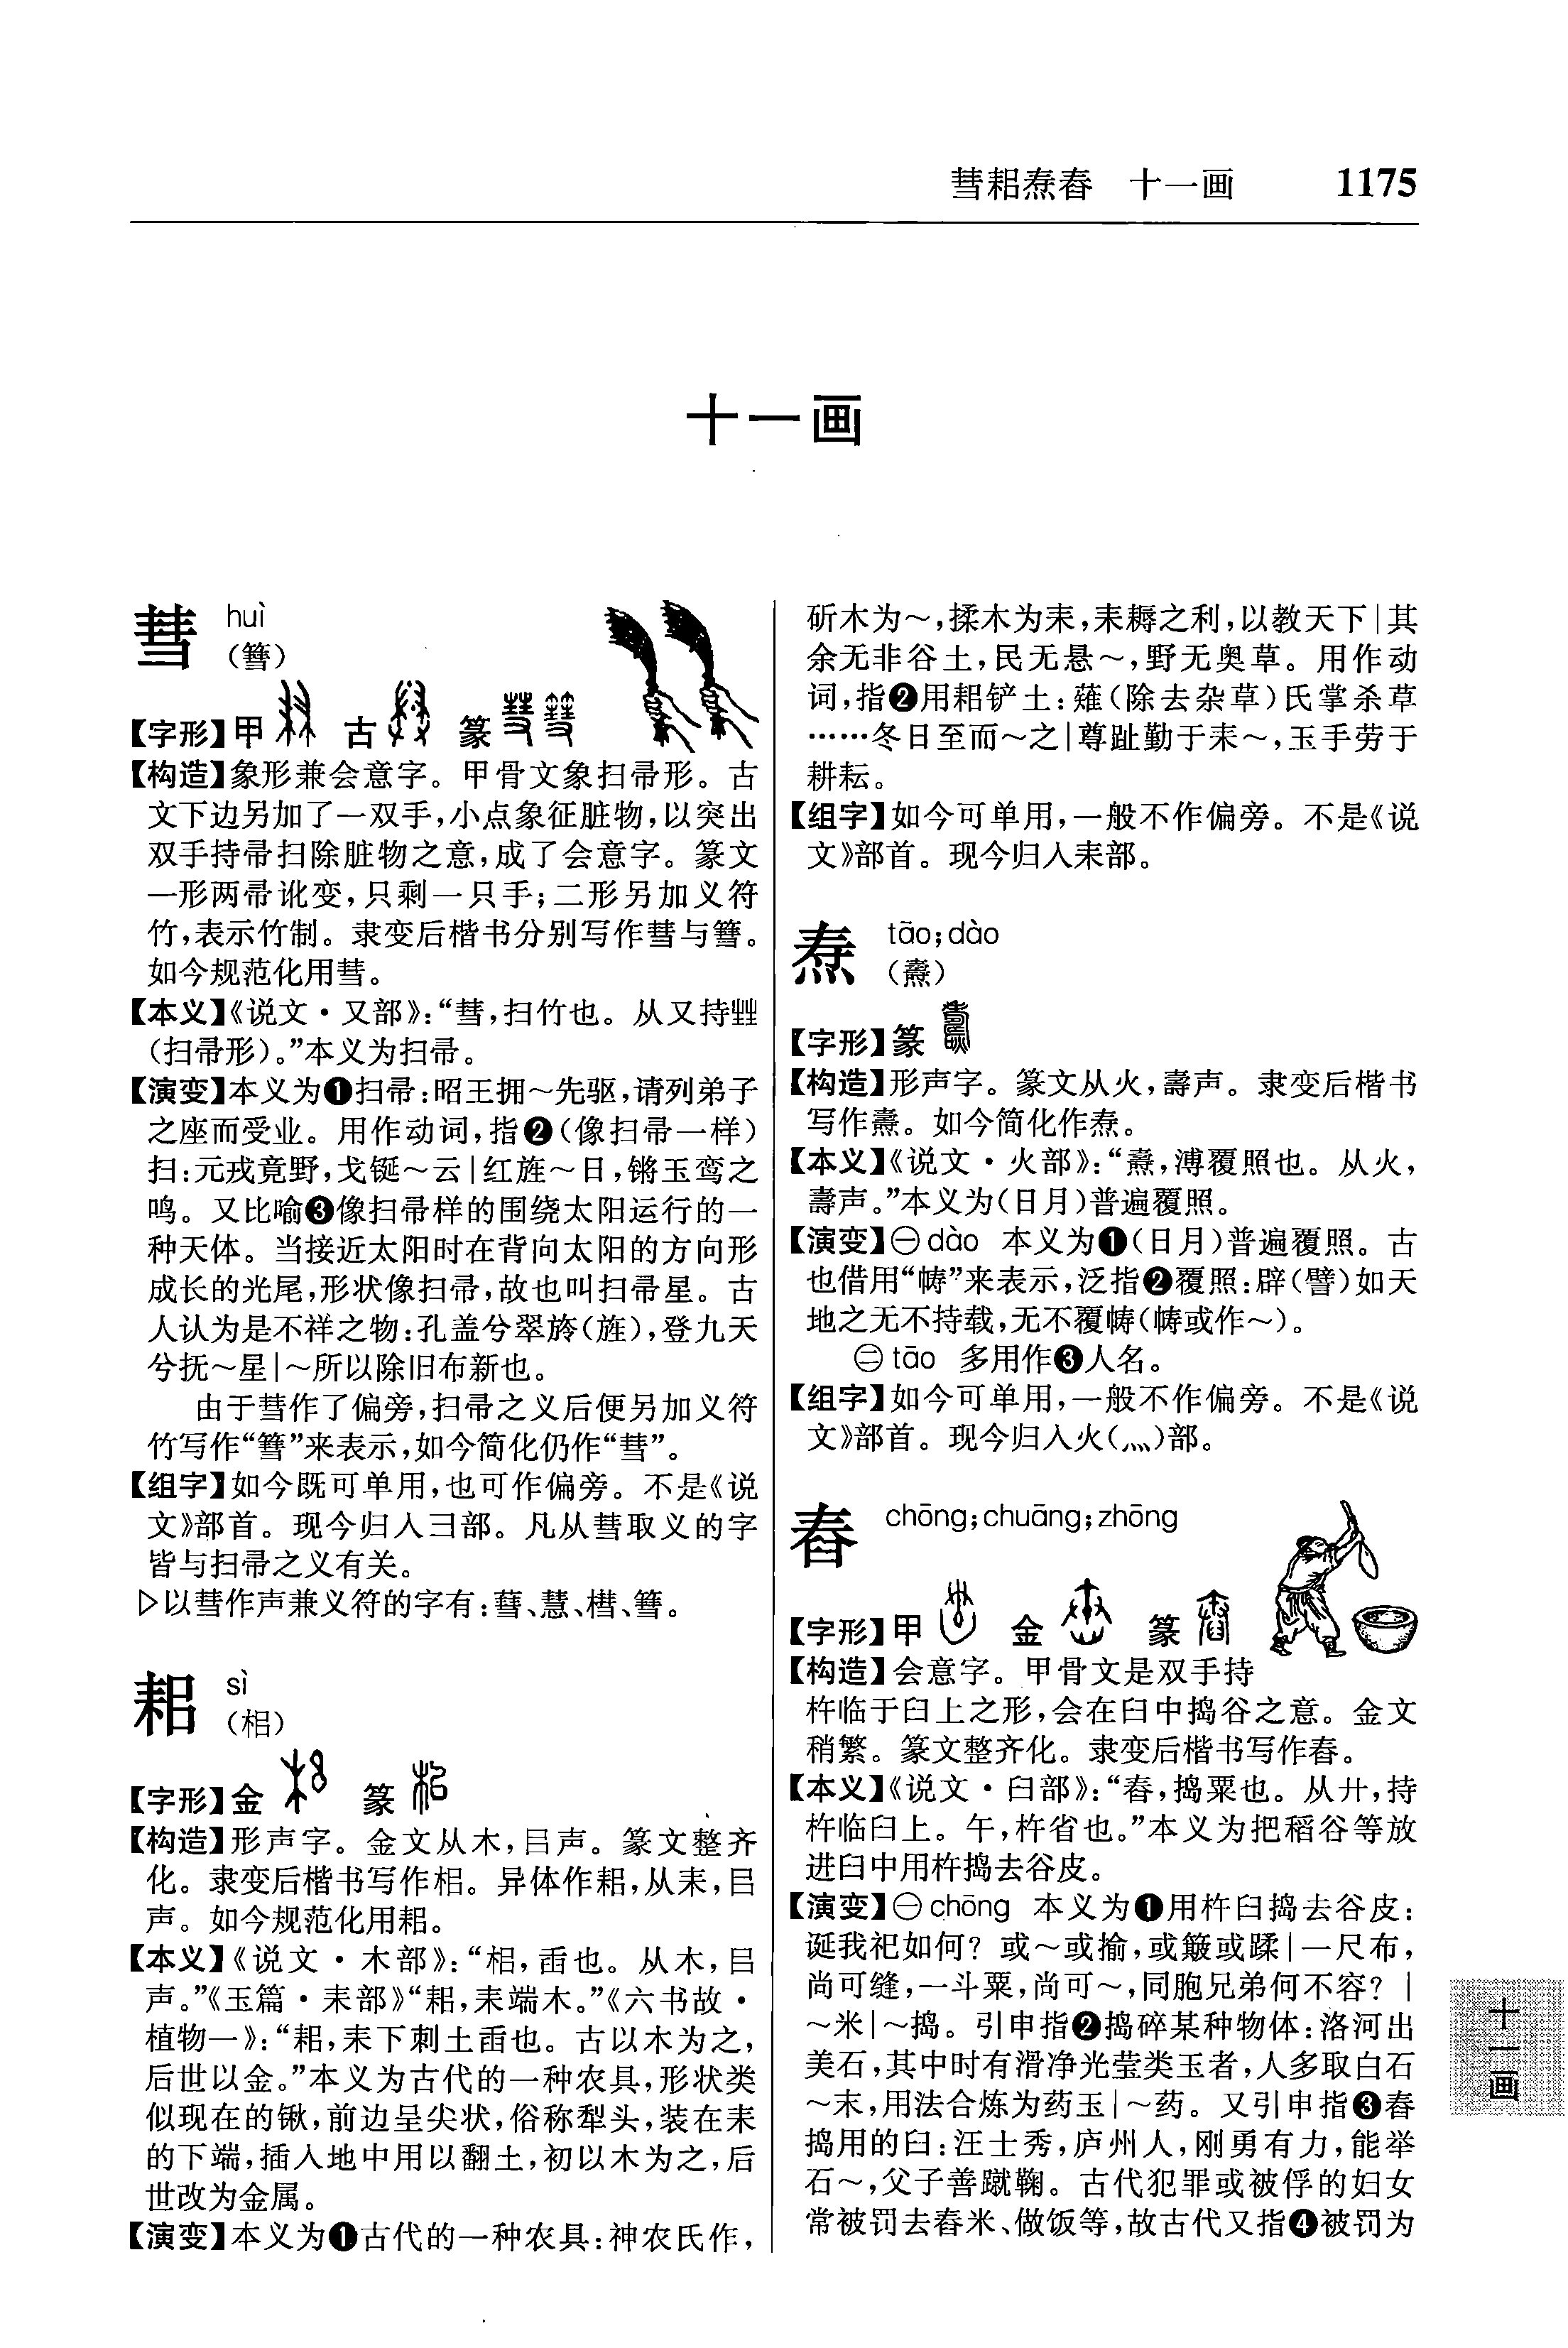 彗耜焘舂　十一画　1175
十一画
彗 huì
（篲）
【字形】甲　古　篆
【构造】象形兼会意字。甲骨文象扫帚形。古
文下边另加了一双手，小点象征脏物，以突出
双手持帚扫除脏物之意，成了会意字。篆文
一形两帚讹变，只剩一只手；二形另加义符
竹，表示竹制。隶变后楷书分别写作彗与篲。
如今规范化用彗。
【本义】《说文·又部》：“彗，扫竹也。从又持甡
（扫帚形）。”本义为扫帚。
【演变】本义为❶扫帚：昭王拥～先驱，请列弟子
之座而受业。用作动词，指❷（像扫帚一样）
扫：元戎竟野，戈铤～云|红旌～日，锵玉鸾之
鸣。又比喻❸像扫帚样的围绕太阳运行的一
种天体。当接近太阳时在背向太阳的方向形
成长的光尾，形状像扫帚，故也叫扫帚星。古
人认为是不祥之物：孔盖兮翠旍（旌），登九天
兮抚～星|～所以除旧布新也。
由于彗作了偏旁，扫帚之义后便另加义符
竹写作“篲”来表示，如今简化仍作“彗”。
【组字】如今既可单用，也可作偏旁。不是《说
文》部首。现今归入彐部。凡从彗取义的字
皆与扫帚之义有关。
▷以彗作声兼义符的字有：蔧、慧、槥、篲。
耜 sì
（梠）
【字形】金　篆
【构造】形声字。金文从木，㠯声。篆文整齐
化。隶变后楷书写作梠。异体作耜，从耒，㠯
声。如今规范化用耜。
【本义】《说文·木部》：“梠，臿也。从木，㠯
声。”《玉篇·耒部》“耜，耒端木。”《六书故·
植物一》：“耜，耒下刺土臿也。古以木为之，
后世以金。”本义为古代的一种农具，形状类
似现在的锹，前边呈尖状，俗称犁头，装在耒
的下端，插入地中用以翻土，初以木为之，后
世改为金属。
【演变】本义为❶古代的一种农具：神农氏作，
斫木为～，揉木为耒，耒耨之利，以教天下|其
余无非谷土，民无悬～，野无奥草。用作动
词，指❷用耜铲土：薙（除去杂草）氏掌杀草
……冬日至而～之|尊趾勤于耒～，玉手劳于
耕耘。
【组字】如今可单用，一般不作偏旁。不是《说
文》部首。现今归入耒部。
焘 tāo；dào
（燾）
【字形】篆
【构造】形声字。篆文从火，壽声。隶变后楷书
写作燾。如今简化作焘。
【本义】《说文·火部》：“燾，溥覆照也。从火，
壽声。”本义为（日月）普遍覆照。
【演变】㊀dào 本义为❶（日月）普遍覆照。古
也借用“帱”来表示，泛指❷覆照：辟（譬）如天
地之无不持载，无不覆帱（帱或作～）。
㊁tāo 多用作❸人名。
【组字】如今可单用，一般不作偏旁。不是《说
文》部首。现今归入火（灬）部。
舂 chōng；chuāng；zhōng
【字形】甲　金　篆
【构造】会意字。甲骨文是双手持
杵临于臼上之形，会在臼中捣谷之意。金文
稍繁。篆文整齐化。隶变后楷书写作舂。
【本义】《说文·臼部》：“舂，捣粟也。从廾，持
杵临臼上。午，杵省也。”本义为把稻谷等放
进臼中用杵捣去谷皮。
【演变】㊀chōng 本义为❶用杵臼捣去谷皮：
诞我祀如何？或～或揄，或簸或蹂|一尺布，
尚可缝，一斗粟，尚可～，同胞兄弟何不容？|
～米|～捣。引申指❷捣碎某种物体：洛河出
美石，其中时有滑净光莹类玉者，人多取白石
～末，用法合炼为药玉|～药。又引申指❸舂
捣用的臼：汪士秀，庐州人，刚勇有力，能举
石～，父子善蹴鞠。古代犯罪或被俘的妇女
常被罚去舂米、做饭等，故古代又指❹被罚为
十一画